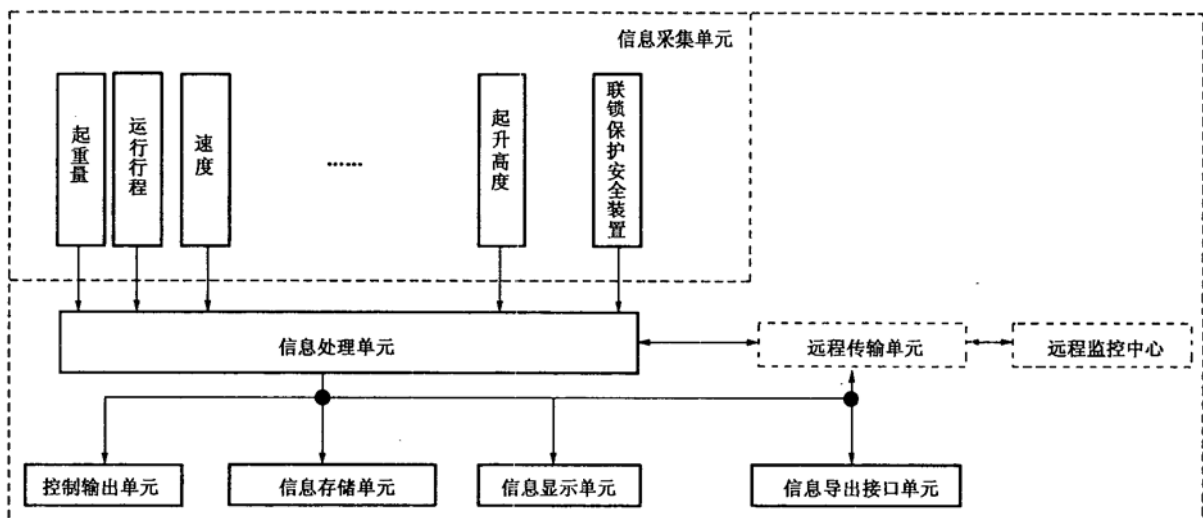 信息采集单元
起重量
运行行程
速度
……
起升高度
联锁保护安全装置
信息处理单元
远程传输单元
远程监控中心
控制输出单元
信息存储单元
信息显示单元
信息导出接口单元